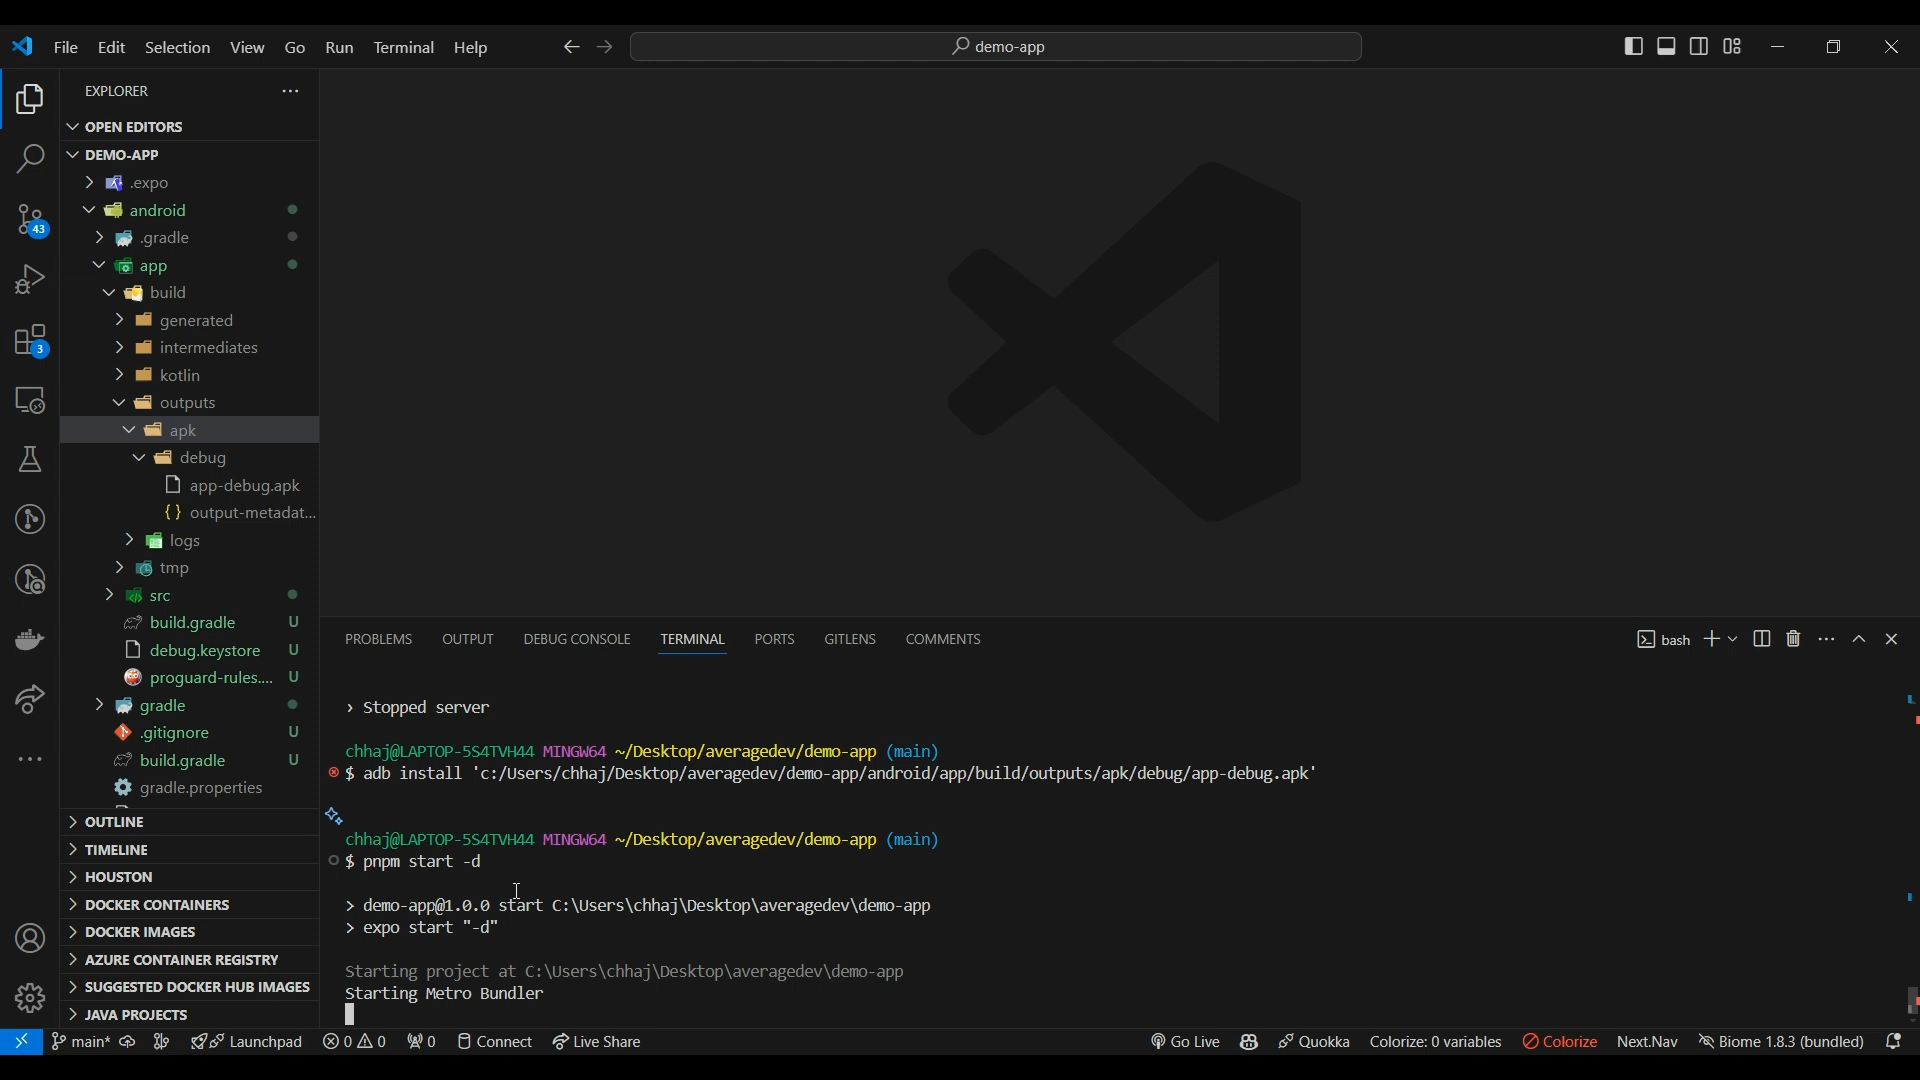 File Edit Selection View Go Run Terminal Help
demo-app
EXPLORER
OPEN EDITORS
DEMO-APP
.expo
android
.gradle
app
build
generated
intermediates
kotlin
outputs
apk
debug
app-debug.apk
{} output-metadat...
logs
tmp
src
build.gradle U
debug.keystore U
proguard-rules.... U
gradle
.gitignore U
build.gradle U
gradle.properties
OUTLINE
TIMELINE
HOUSTON
DOCKER CONTAINERS
DOCKER IMAGES
AZURE CONTAINER REGISTRY
SUGGESTED DOCKER HUB IMAGES
JAVA PROJECTS
43
3
PROBLEMS OUTPUT DEBUG CONSOLE TERMINAL PORTS GITLENS COMMENTS
bash
› Stopped server
chhaj@LAPTOP-5S4TVH44 MINGW64 ~/Desktop/averagedev/demo-app (main)
$ adb install 'c:/Users/chhaj/Desktop/averagedev/demo-app/android/app/build/outputs/apk/debug/app-debug.apk'
chhaj@LAPTOP-5S4TVH44 MINGW64 ~/Desktop/averagedev/demo-app (main)
$ pnpm start -d
> demo-app@1.0.0 start C:\Users\chhaj\Desktop\averagedev\demo-app
> expo start "-d"
Starting project at C:\Users\chhaj\Desktop\averagedev\demo-app
Starting Metro Bundler
main* Launchpad 0 0 0 Connect Live Share Go Live Quokka Colorize: 0 variables Colorize Next.Nav Biome 1.8.3 (bundled)